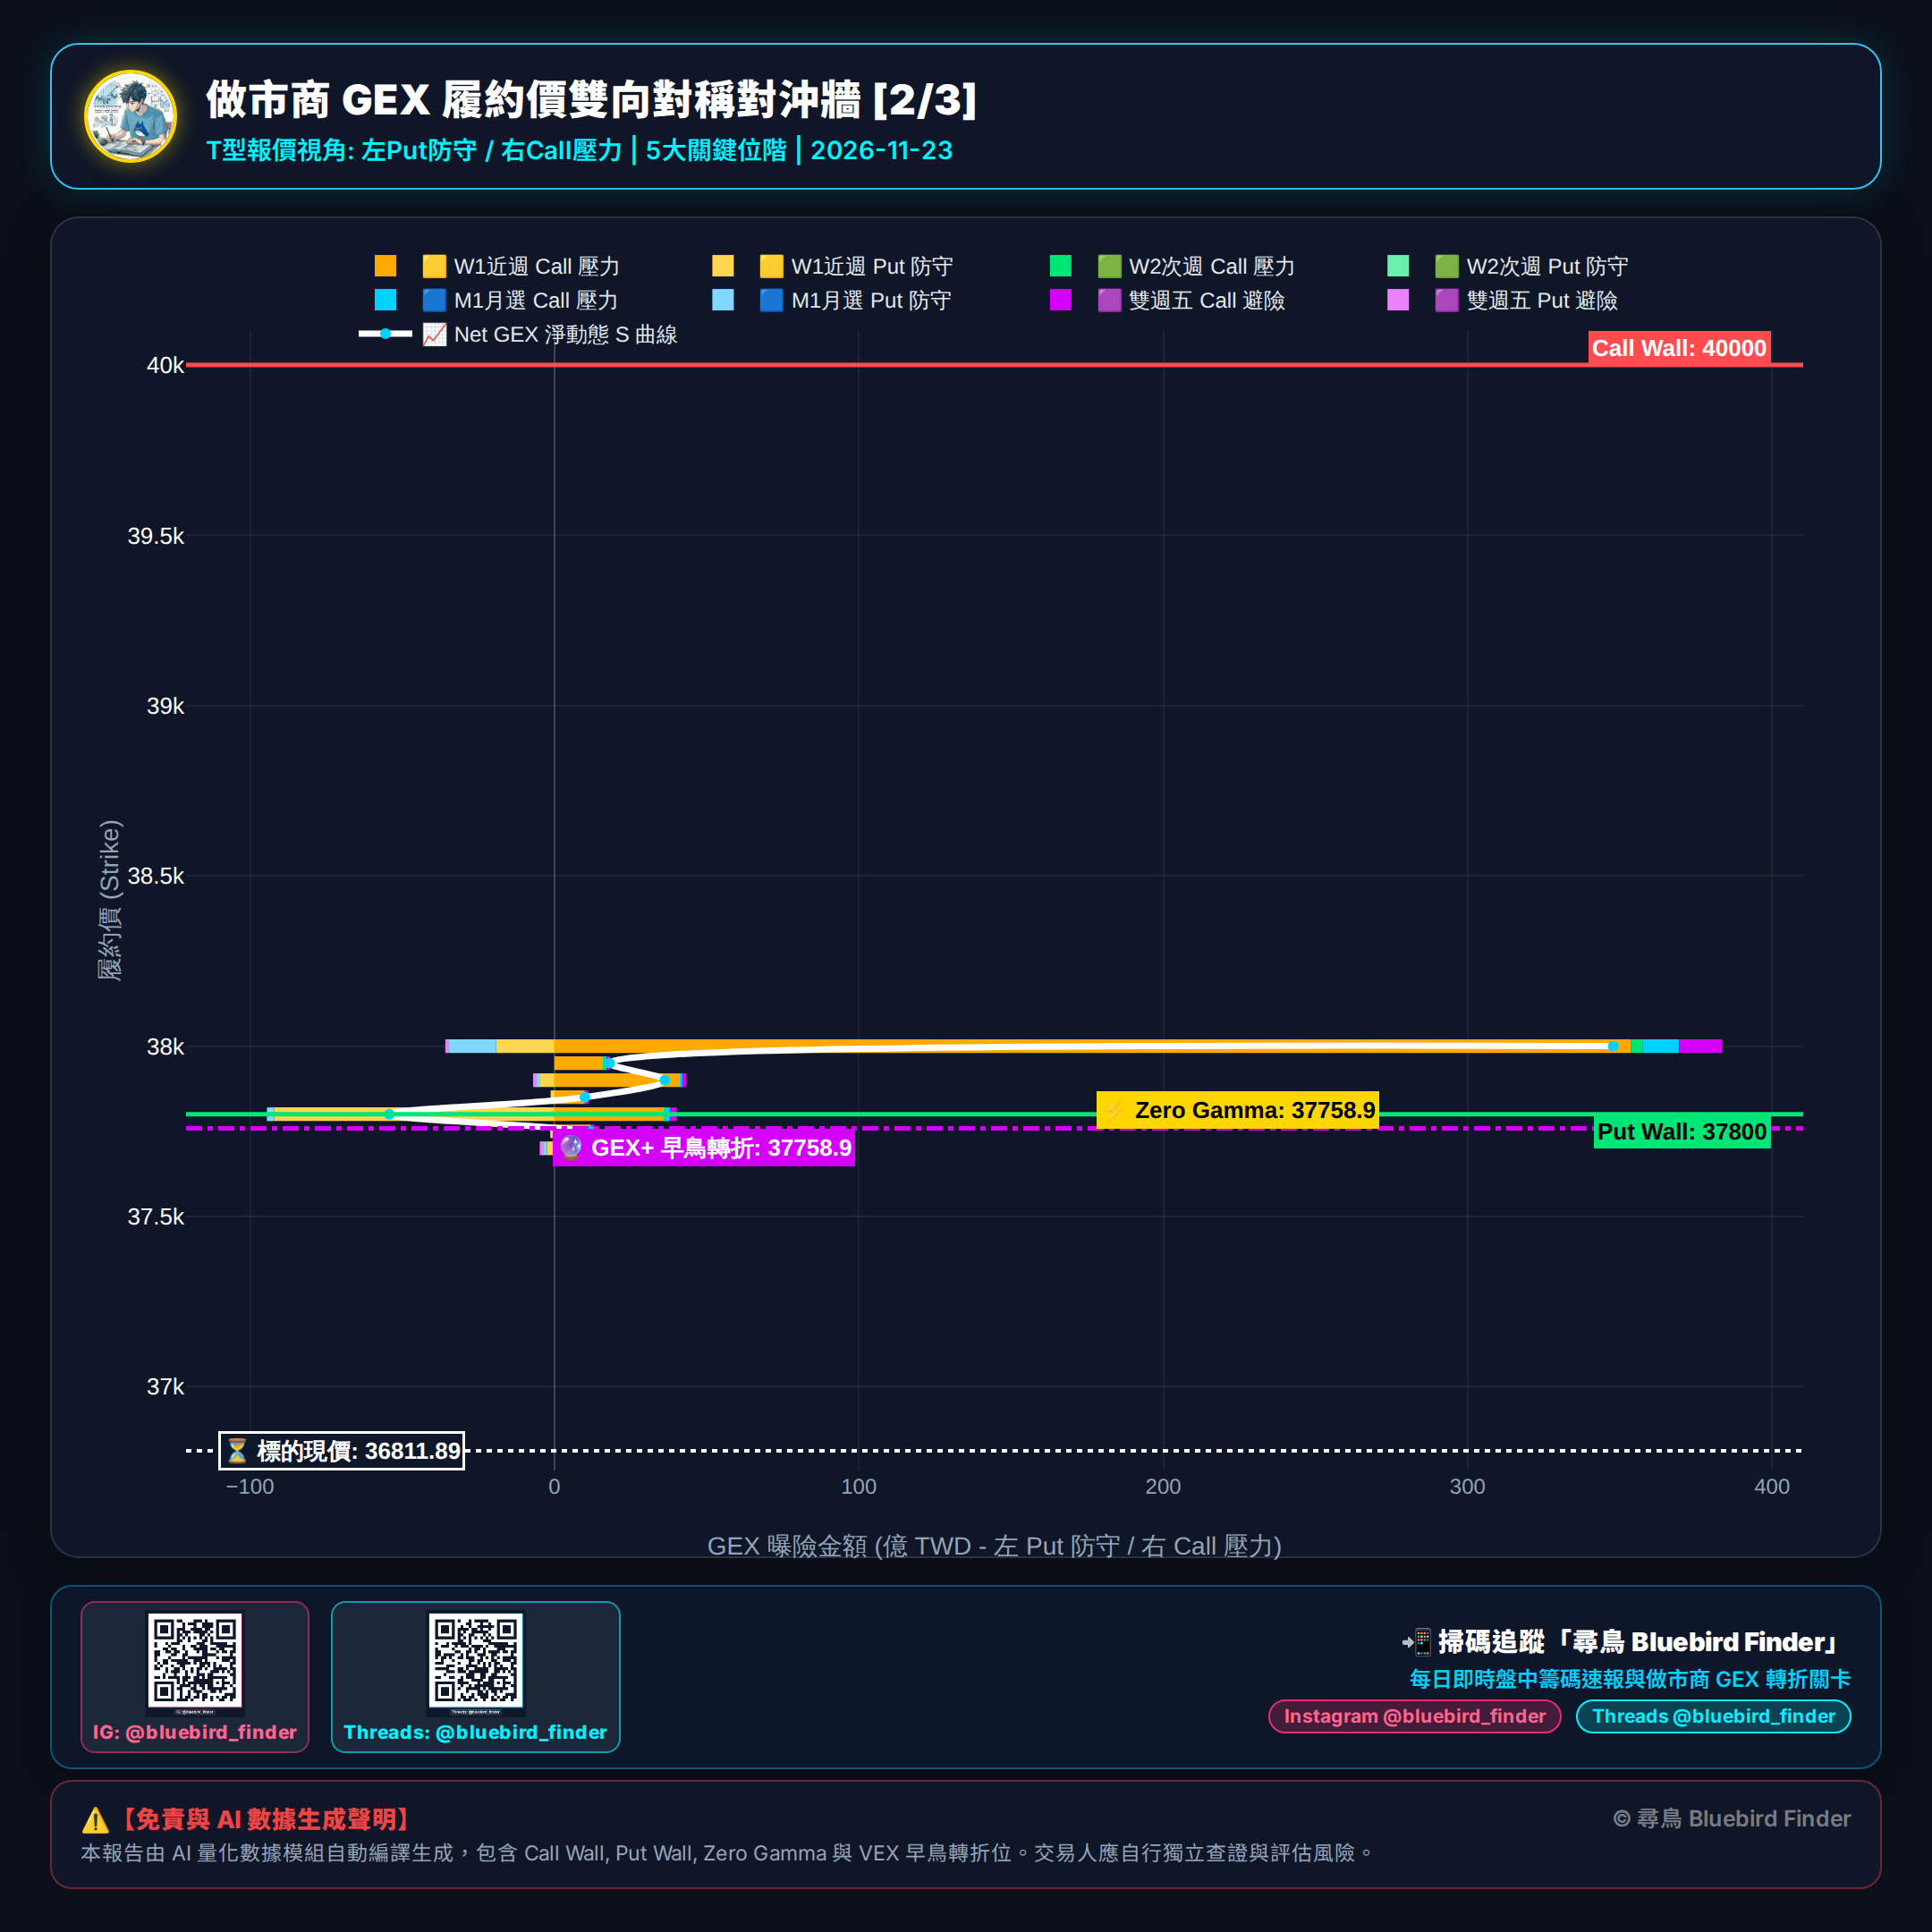 做市商 GEX 履約價雙向對稱對沖牆 [2/3]
T型報價視角: 左Put防守 / 右Call壓力 | 5大關鍵位階 | 2026-11-23
W1近週 Call 壓力
W1近週 Put 防守
W2次週 Call 壓力
W2次週 Put 防守
M1月選 Call 壓力
M1月選 Put 防守
雙週五 Call 避險
雙週五 Put 避險
Net GEX 淨動態 S 曲線
Call Wall: 40000
40k
39.5k
39k
38.5k
38k
37.5k
37k
履約價 (Strike)
⚡ Zero Gamma: 37758.9
Put Wall: 37800
🔮 GEX+ 早鳥轉折: 37758.9
⏳ 標的現價: 36811.89
−100
0
100
200
300
400
GEX 曝險金額 (億 TWD - 左 Put 防守 / 右 Call 壓力)
IG: @bluebird_finder
Threads: @bluebird_finder
IG: @bluebird_finder
Threads: @bluebird_finder
📲 掃碼追蹤「尋鳥 Bluebird Finder」
每日即時盤中籌碼速報與做市商 GEX 轉折關卡
Instagram @bluebird_finder
Threads @bluebird_finder
⚠️【免責與 AI 數據生成聲明】
© 尋鳥 Bluebird Finder
本報告由 AI 量化數據模組自動編譯生成，包含 Call Wall, Put Wall, Zero Gamma 與 VEX 早鳥轉折位。交易人應自行獨立查證與評估風險。